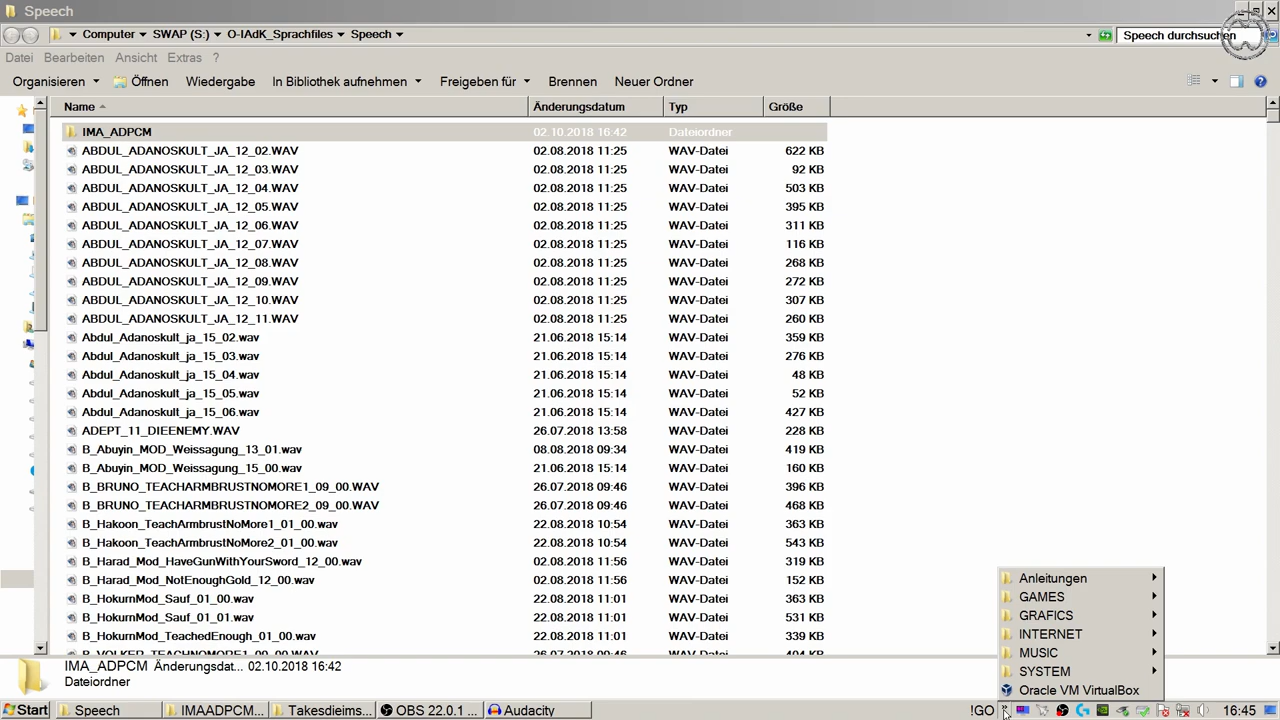 Speech
Computer SWAP (S:) O-IAdK_Sprachfiles Speech Speech durchsuchen
Datei Bearbeiten Ansicht Extras ?
Organisieren Öffnen Wiedergabe In Bibliothek aufnehmen Freigeben für Brennen Neuer Ordner
Name Änderungsdatum Typ Größe
IMA_ADPCM 02.10.2018 16:42 Dateiordner
ABDUL_ADANOSKULT_JA_12_02.WAV 02.08.2018 11:25 WAV-Datei 622 KB
ABDUL_ADANOSKULT_JA_12_03.WAV 02.08.2018 11:25 WAV-Datei 92 KB
ABDUL_ADANOSKULT_JA_12_04.WAV 02.08.2018 11:25 WAV-Datei 503 KB
ABDUL_ADANOSKULT_JA_12_05.WAV 02.08.2018 11:25 WAV-Datei 395 KB
ABDUL_ADANOSKULT_JA_12_06.WAV 02.08.2018 11:25 WAV-Datei 311 KB
ABDUL_ADANOSKULT_JA_12_07.WAV 02.08.2018 11:25 WAV-Datei 116 KB
ABDUL_ADANOSKULT_JA_12_08.WAV 02.08.2018 11:25 WAV-Datei 268 KB
ABDUL_ADANOSKULT_JA_12_09.WAV 02.08.2018 11:25 WAV-Datei 272 KB
ABDUL_ADANOSKULT_JA_12_10.WAV 02.08.2018 11:25 WAV-Datei 307 KB
ABDUL_ADANOSKULT_JA_12_11.WAV 02.08.2018 11:25 WAV-Datei 260 KB
Abdul_Adanoskult_ja_15_02.wav 21.06.2018 15:14 WAV-Datei 359 KB
Abdul_Adanoskult_ja_15_03.wav 21.06.2018 15:14 WAV-Datei 276 KB
Abdul_Adanoskult_ja_15_04.wav 21.06.2018 15:14 WAV-Datei 48 KB
Abdul_Adanoskult_ja_15_05.wav 21.06.2018 15:14 WAV-Datei 52 KB
Abdul_Adanoskult_ja_15_06.wav 21.06.2018 15:14 WAV-Datei 427 KB
ADEPT_11_DIEENEMY.WAV 26.07.2018 13:58 WAV-Datei 228 KB
B_Abuyin_MOD_Weissagung_13_01.wav 08.08.2018 09:34 WAV-Datei 419 KB
B_Abuyin_MOD_Weissagung_15_00.wav 21.06.2018 15:14 WAV-Datei 160 KB
B_BRUNO_TEACHARMBRUSTNOMORE1_09_00.WAV 26.07.2018 09:46 WAV-Datei 396 KB
B_BRUNO_TEACHARMBRUSTNOMORE2_09_00.WAV 26.07.2018 09:46 WAV-Datei 468 KB
B_Hakoon_TeachArmbrustNoMore1_01_00.wav 22.08.2018 10:54 WAV-Datei 363 KB
B_Hakoon_TeachArmbrustNoMore2_01_00.wav 22.08.2018 10:54 WAV-Datei 543 KB
B_Harad_Mod_HaveGunWithYourSword_12_00.wav 02.08.2018 11:56 WAV-Datei 319 KB
B_Harad_Mod_NotEnoughGold_12_00.wav 02.08.2018 11:56 WAV-Datei 152 KB
B_HokurnMod_Sauf_01_00.wav 22.08.2018 11:01 WAV-Datei 363 KB
B_HokurnMod_Sauf_01_01.wav 22.08.2018 11:01 WAV-Datei 531 KB
B_HokurnMod_TeachedEnough_01_00.wav 22.08.2018 11:01 WAV-Datei 339 KB
B_VOLKER_TEACHNOMORE1_09_00.WAV 26.07.2018 09:46 WAV-Datei 404 KB
Anleitungen
GAMES
GRAFICS
INTERNET
MUSIC
SYSTEM
Oracle VM VirtualBox
IMA_ADPCM Änderungsdat... 02.10.2018 16:42
Dateiordner
Start Speech IMAADPCM... Takesdieims... OBS 22.0.1 ... Audacity !GO » 16:45